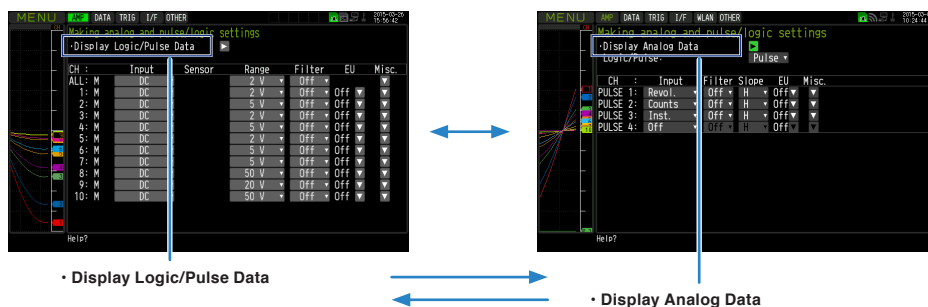 MENU AMP DATA TRIG I/F OTHER 2015-03-26 15:56:42
CH
Making analog and pulse/logic settings
·Display Logic/Pulse Data
CH : Input Sensor Range Filter EU Misc.
ALL: M DC 2 V Off
1: M DC 2 V Off Off
2: M DC 5 V Off Off
3: M DC 2 V Off Off
4: M DC 5 V Off Off
5: M DC 2 V Off Off
6: M DC 5 V Off Off
7: M DC 5 V Off Off
8: M DC 50 V Off Off
9: M DC 20 V Off Off
10: M DC 50 V Off Off
Help?
MENU AMP DATA TRIG I/F WLAN OTHER 10:24:44
CH
Making analog and pulse/logic settings
·Display Analog Data
Logic/Pulse: Pulse
CH : Input Filter Slope EU Misc.
PULSE 1: Revol. Off H Off
PULSE 2: Counts Off H Off
PULSE 3: Inst. Off H Off
PULSE 4: Off Off H Off
Help?
· Display Logic/Pulse Data
· Display Analog Data